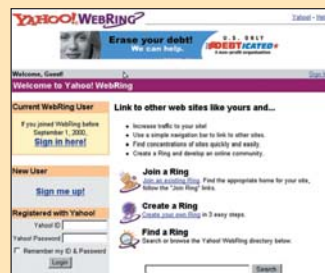 YAHOO! WEBRING
Yahoo! - Help
Erase your debt!
We can help.
U.S. ONLY
DEBTICATED
A non-profit organization
Welcome, Guest!
Welcome to Yahoo! WebRing
Current WebRing User
If you joined WebRing before
September 1, 2000,
Sign in here!
New User
Sign me up!
Registered with Yahoo!
Yahoo! ID
Yahoo! Password
Remember my ID & Password
Login
Link to other web sites like yours and...
Increase traffic to your site!
Use a simple navigation bar to link to other sites.
Find concentrations of sites quickly and easily.
Create a Ring and develop an online community.
Join a Ring
Join an existing Ring. Find the appropriate home for your site,
follow the "Join Ring" links.
Create a Ring
Create your own Ring in 3 easy steps.
Find a Ring
Search or browse the Yahoo! WebRing directory below.
Search